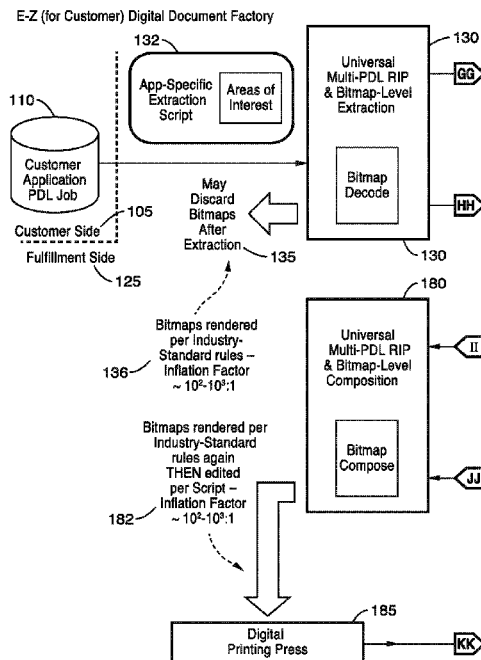 E-Z (for Customer) Digital Document Factory
132
130
110
App-Specific
Extraction
Script
Areas of
Interest
Universal
Multi-PDL RIP
& Bitmap-Level
Extraction
GG
Customer
Application
PDL Job
Bitmap
Decode
HH
Customer Side
105
Fulfillment Side
125
May
Discard
Bitmaps
After
Extraction
135
130
180
136
Bitmaps rendered
per Industry-
Standard rules –
Inflation Factor
~ 10²-10³:1
Universal
Multi-PDL RIP
& Bitmap-Level
Composition
II
182
Bitmaps rendered per
Industry-Standard
rules again
THEN edited
per Script –
Inflation Factor
~ 10²-10³:1
Bitmap
Compose
JJ
185
Digital
Printing Press
KK